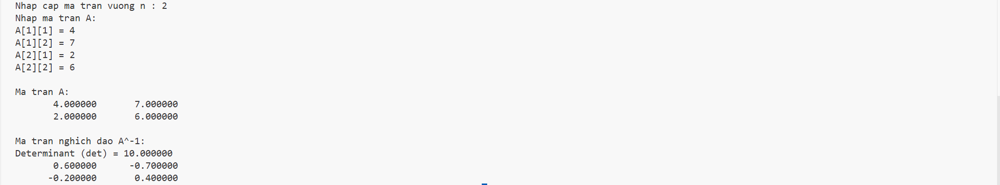 Nhap cap ma tran vuong n : 2
Nhap ma tran A:
A[1][1] = 4
A[1][2] = 7
A[2][1] = 2
A[2][2] = 6
Ma tran A:
4.000000 7.000000
2.000000 6.000000
Ma tran nghich dao A^-1:
Determinant (det) = 10.000000
0.600000 -0.700000
-0.200000 0.400000